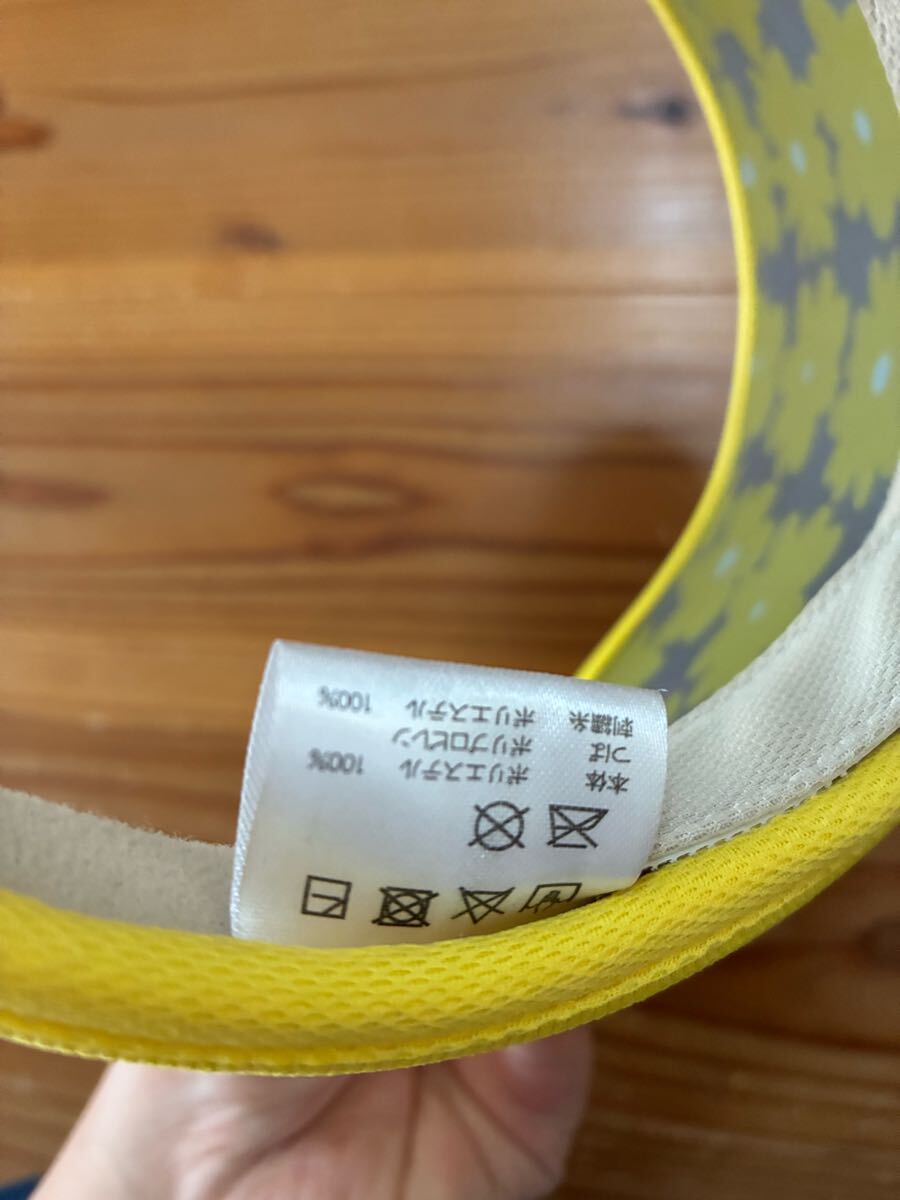 本体 ポリエステル 100%
つば ポリプロピレン
刺繍糸 ポリエステル 100%